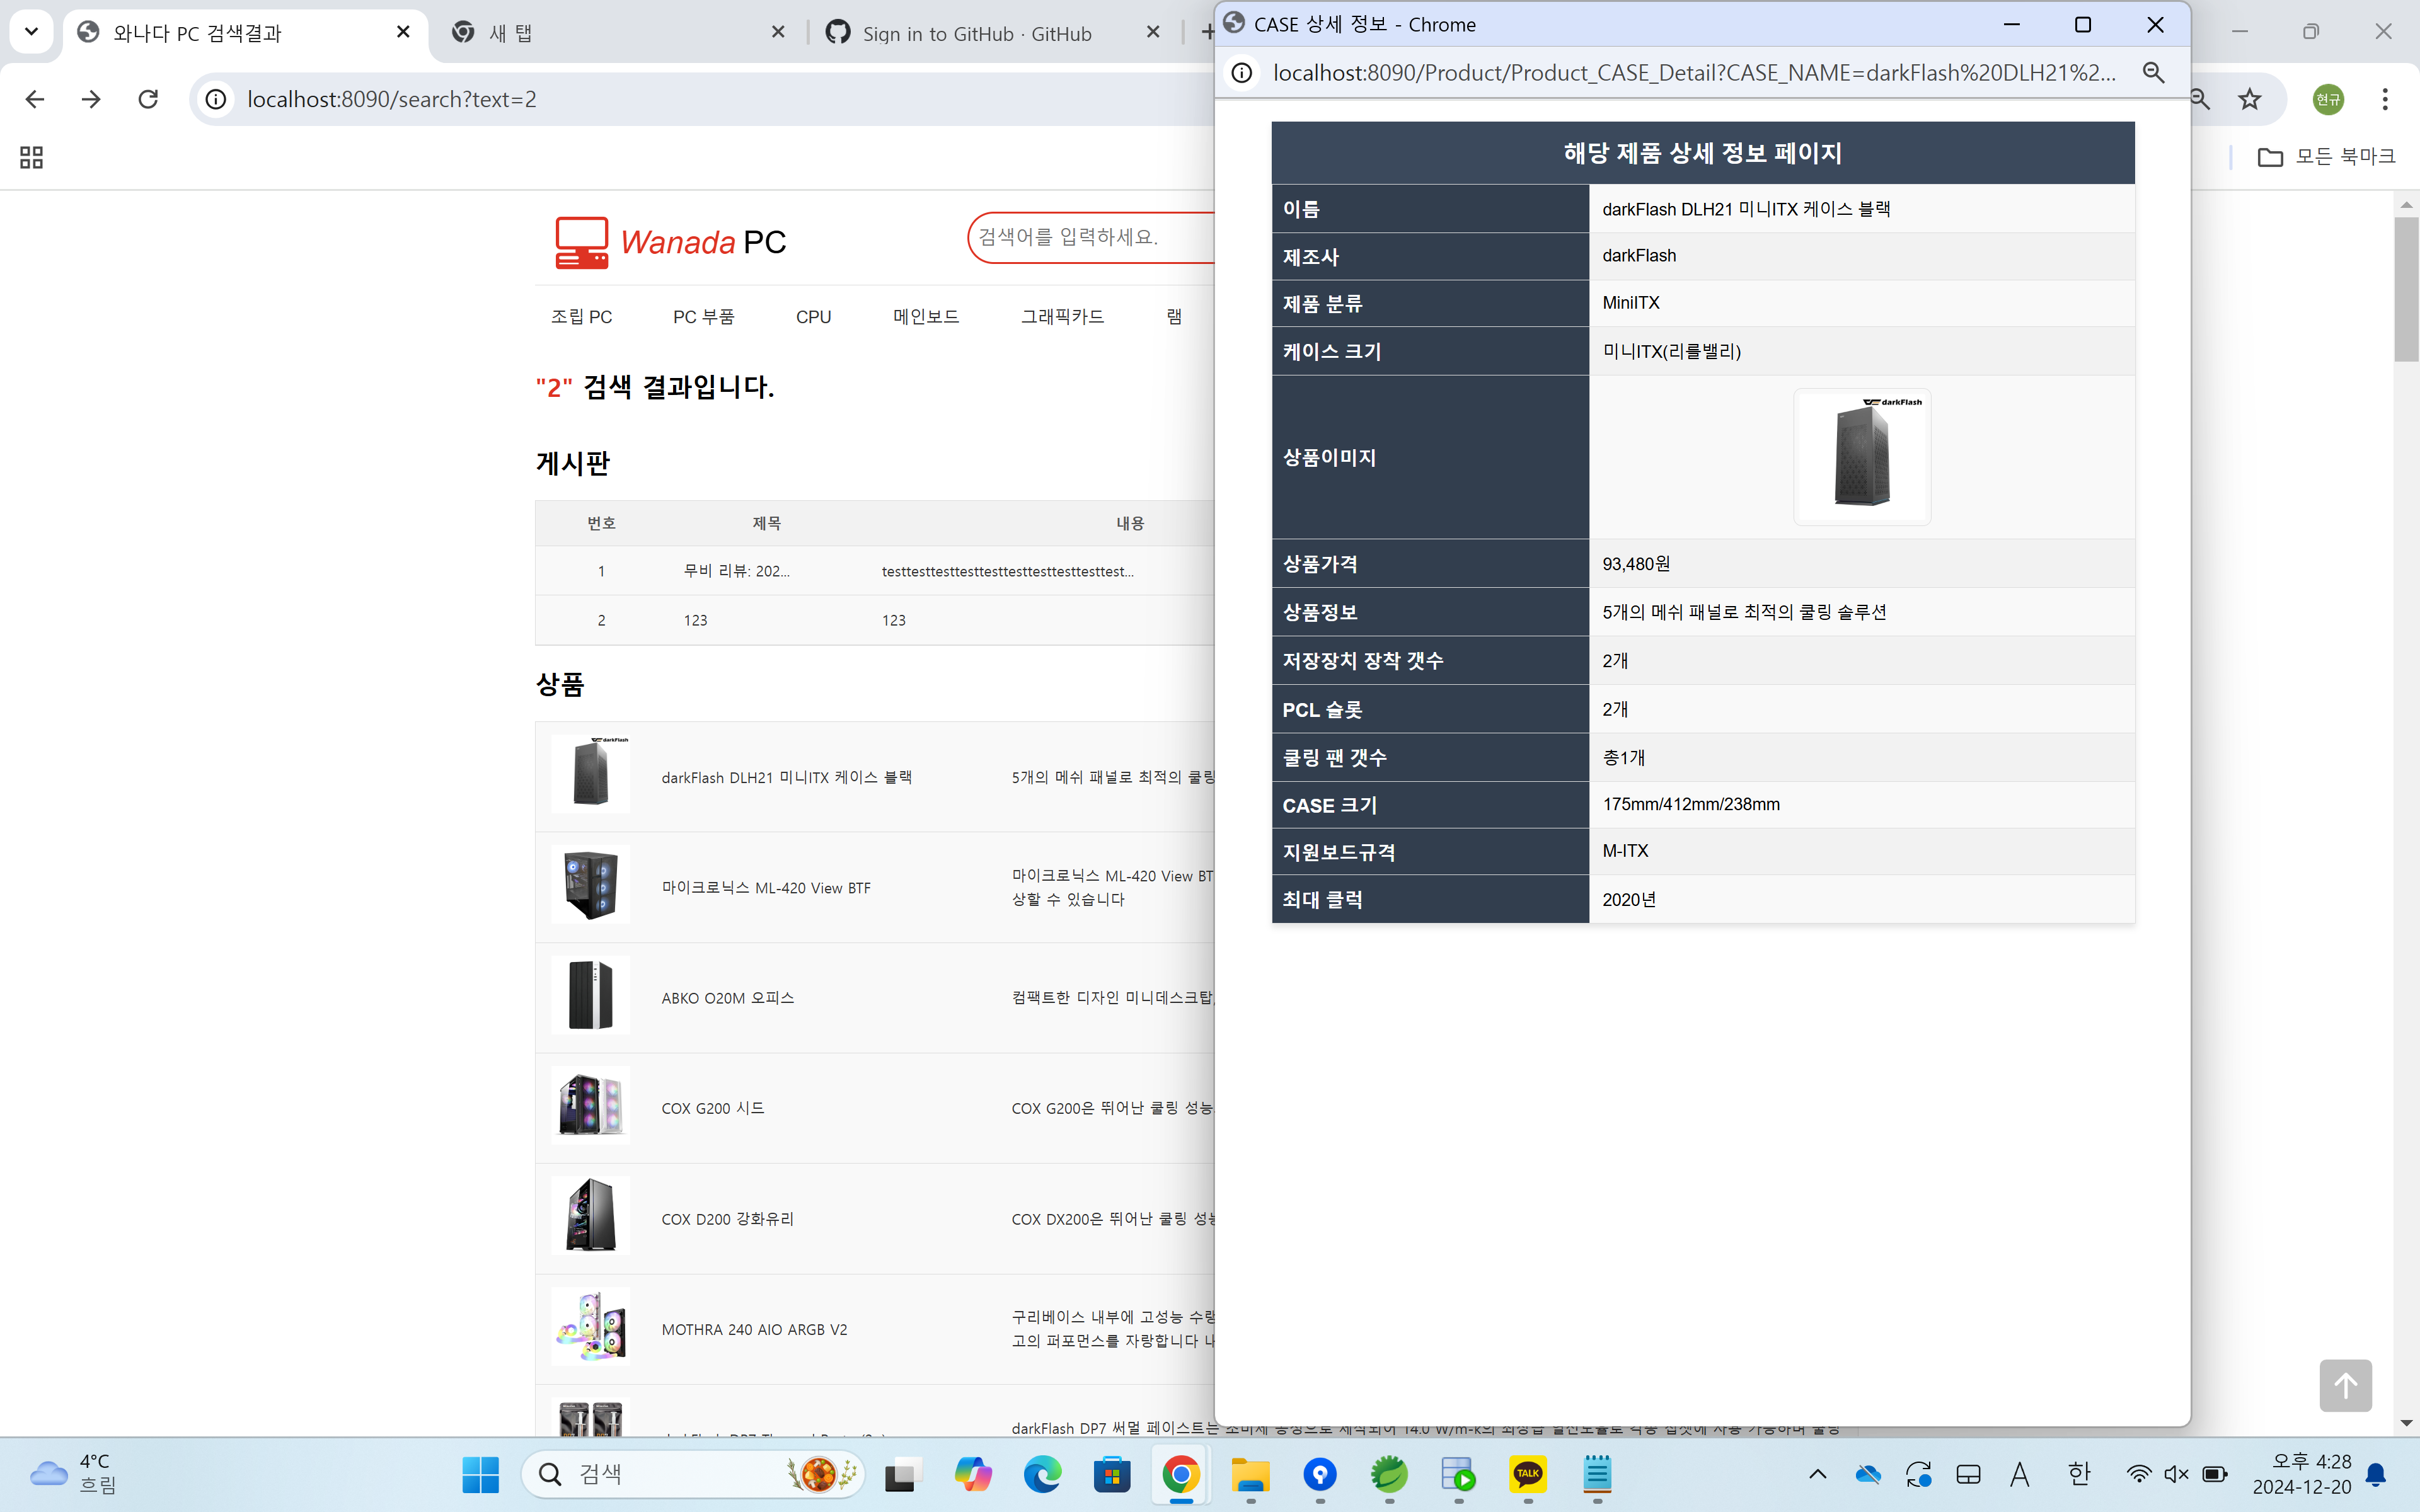 와나다 PC 검색결과
새 탭
Sign in to GitHub · GitHub
localhost:8090/search?text=2
현규
모든 북마크
Wanada PC
검색어를 입력하세요.
조립 PC
PC 부품
CPU
메인보드
그래픽카드
램
"2" 검색 결과입니다.
게시판
번호 제목 내용
1 무비 리뷰: 202... testtesttesttesttesttesttesttesttesttest...
2 123 123
상품
darkFlash
darkFlash DLH21 미니ITX 케이스 블랙 5개의 메쉬 패널로 최적의 쿨링
마이크로닉스 ML-420 View BTF 마이크로닉스 ML-420 View BT
상할 수 있습니다
ABKO O20M 오피스 컴팩트한 디자인 미니데스크탑,
COX G200 시드 COX G200은 뛰어난 쿨링 성능
COX D200 강화유리 COX DX200은 뛰어난 쿨링 성능
MOTHRA 240 AIO ARGB V2 구리베이스 내부에 고성능 수랭
고의 퍼포먼스를 자랑합니다 내
darkFlash DP7 써멀 페이스트는
CASE 상세 정보 - Chrome
localhost:8090/Product/Product_CASE_Detail?CASE_NAME=darkFlash%20DLH21%2...
해당 제품 상세 정보 페이지
이름 darkFlash DLH21 미니ITX 케이스 블랙
제조사 darkFlash
제품 분류 MiniITX
케이스 크기 미니ITX(리틀밸리)
상품이미지
darkFlash
상품가격 93,480원
상품정보 5개의 메쉬 패널로 최적의 쿨링 솔루션
저장장치 장착 갯수 2개
PCL 슬롯 2개
쿨링 팬 갯수 총1개
CASE 크기 175mm/412mm/238mm
지원보드규격 M-ITX
최대 클럭 2020년
4°C
흐림
검색
TALK
A
한
오후 4:28
2024-12-20